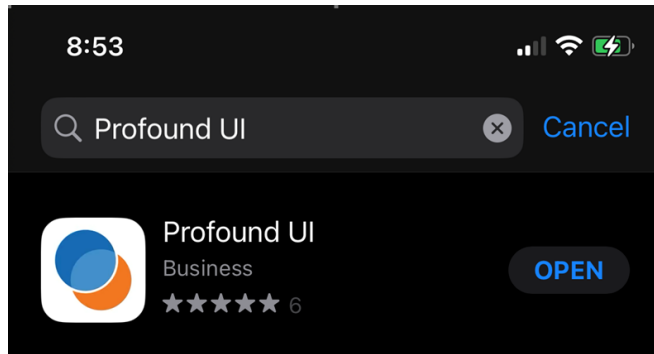 8:53
Profound UI
Cancel
Profound UI
Business
6
OPEN